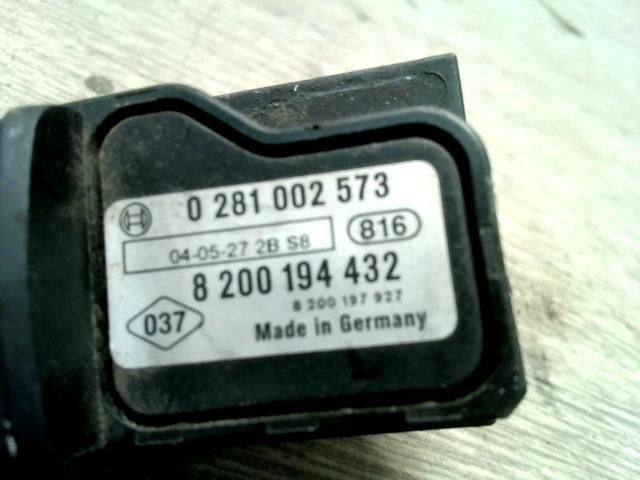 0 281 002 573
04-05-27 2B S8
816
8 200 194 432
8 200 197 927
037
Made in Germany